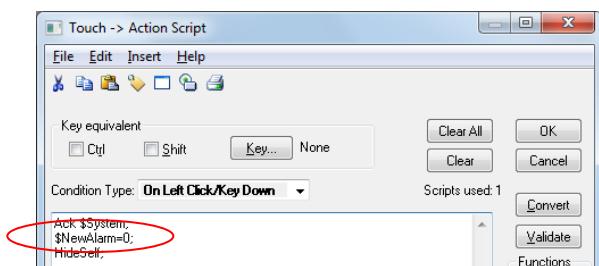 Touch -> Action Script
File Edit Insert Help
Key equivalent
Ctrl Shift Key... None
Clear All OK
Clear Cancel
Condition Type: On Left Click/Key Down Scripts used: 1
Convert
Ack $System;
$NewAlarm=0;
Validate
HideSelf;
Functions